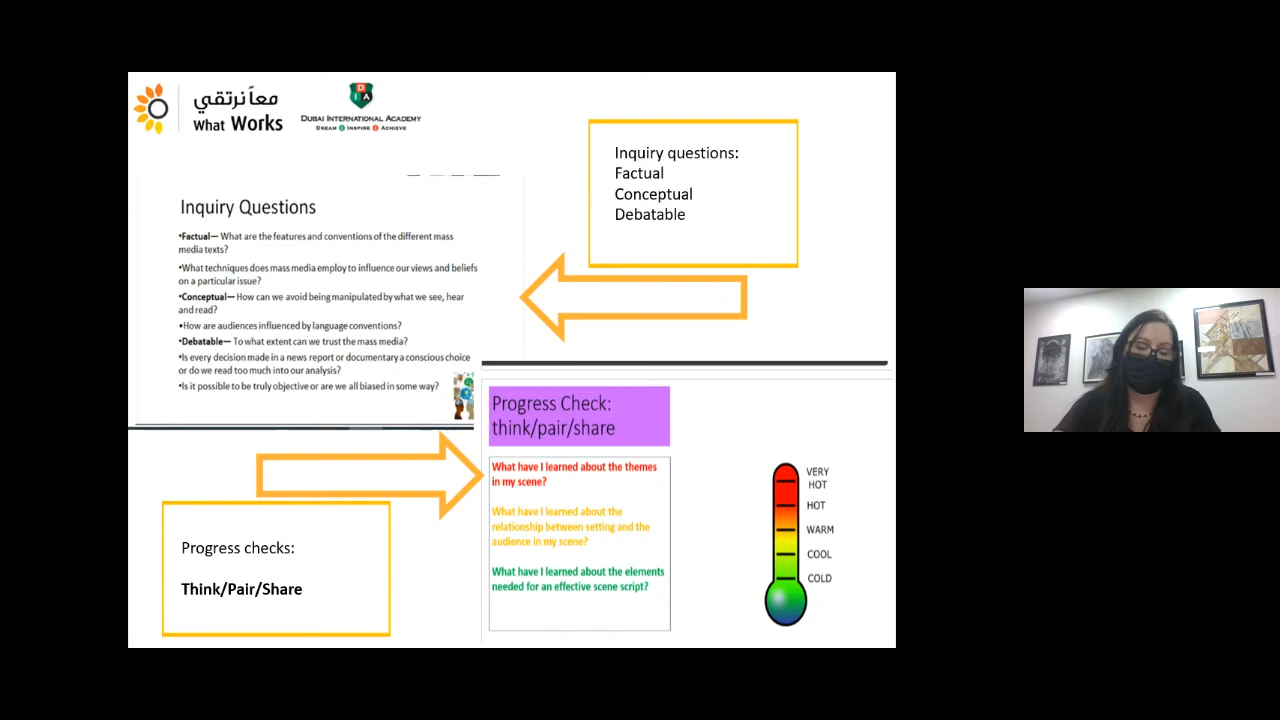 معاً نرتقي
What Works
DUBAI INTERNATIONAL ACADEMY
DREAM INSPIRE ACHIEVE
D
I A
Inquiry questions:
Factual
Conceptual
Debatable
Inquiry Questions
•Factual— What are the features and conventions of the different mass
media texts?
•What techniques does mass media employ to influence our views and beliefs
on a particular issue?
•Conceptual— How can we avoid being manipulated by what we see, hear
and read?
•How are audiences influenced by language conventions?
•Debatable— To what extent can we trust the mass media?
•Is every decision made in a news report or documentary a conscious choice
or do we read too much into our analysis?
•Is it possible to be truly objective or are we all biased in some way?
Progress Check:
think/pair/share
What have I learned about the themes
in my scene?
What have I learned about the
relationship between setting and the
audience in my scene?
What have I learned about the elements
needed for an effective scene script?
VERY
HOT
HOT
WARM
COOL
COLD
Progress checks:
Think/Pair/Share